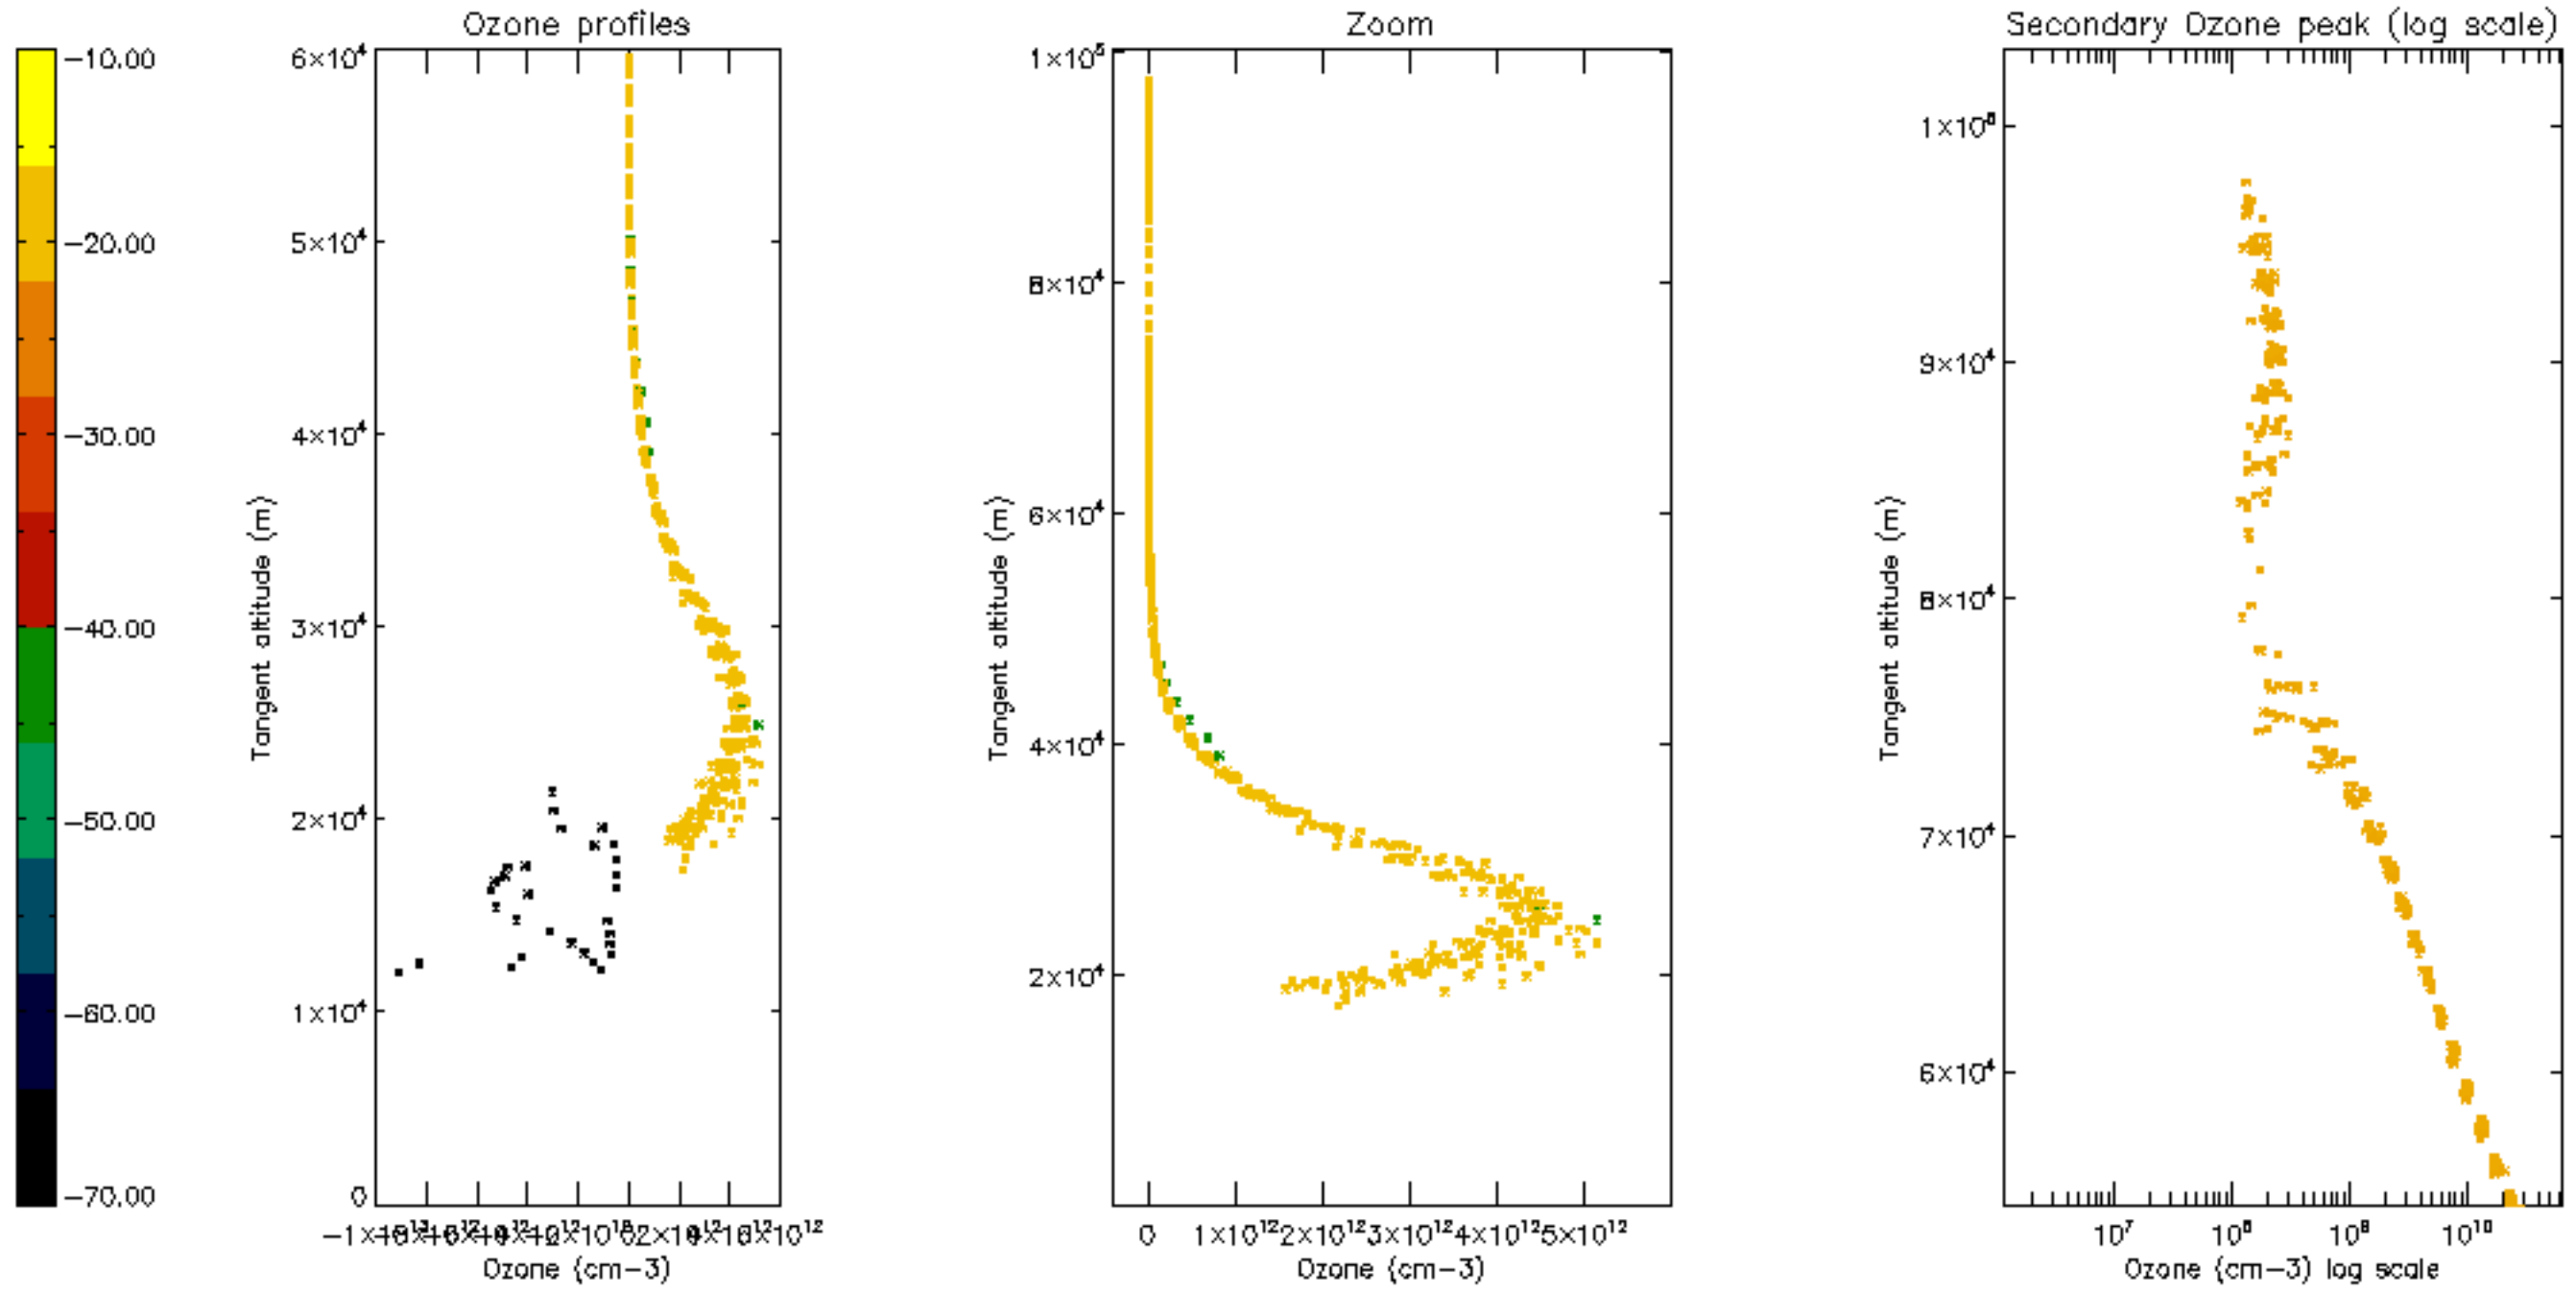 Ozone profiles
Zoom
Secondary Ozone peak (log scale)
−10.00
−20.00
−30.00
−40.00
−50.00
−60.00
−70.00
6×10⁴
5×10⁴
4×10⁴
3×10⁴
2×10⁴
1×10⁴
0
Tangent altitude (m)
Ozone (cm−3)
1×10⁵
8×10⁴
6×10⁴
4×10⁴
2×10⁴
Tangent altitude (m)
0 1×10¹² 2×10¹² 3×10¹² 4×10¹² 5×10¹²
Ozone (cm−3)
1×10⁵
9×10⁴
8×10⁴
7×10⁴
6×10⁴
Tangent altitude (m)
10⁷ 10⁸ 10⁹ 10¹⁰
Ozone (cm−3) log scale